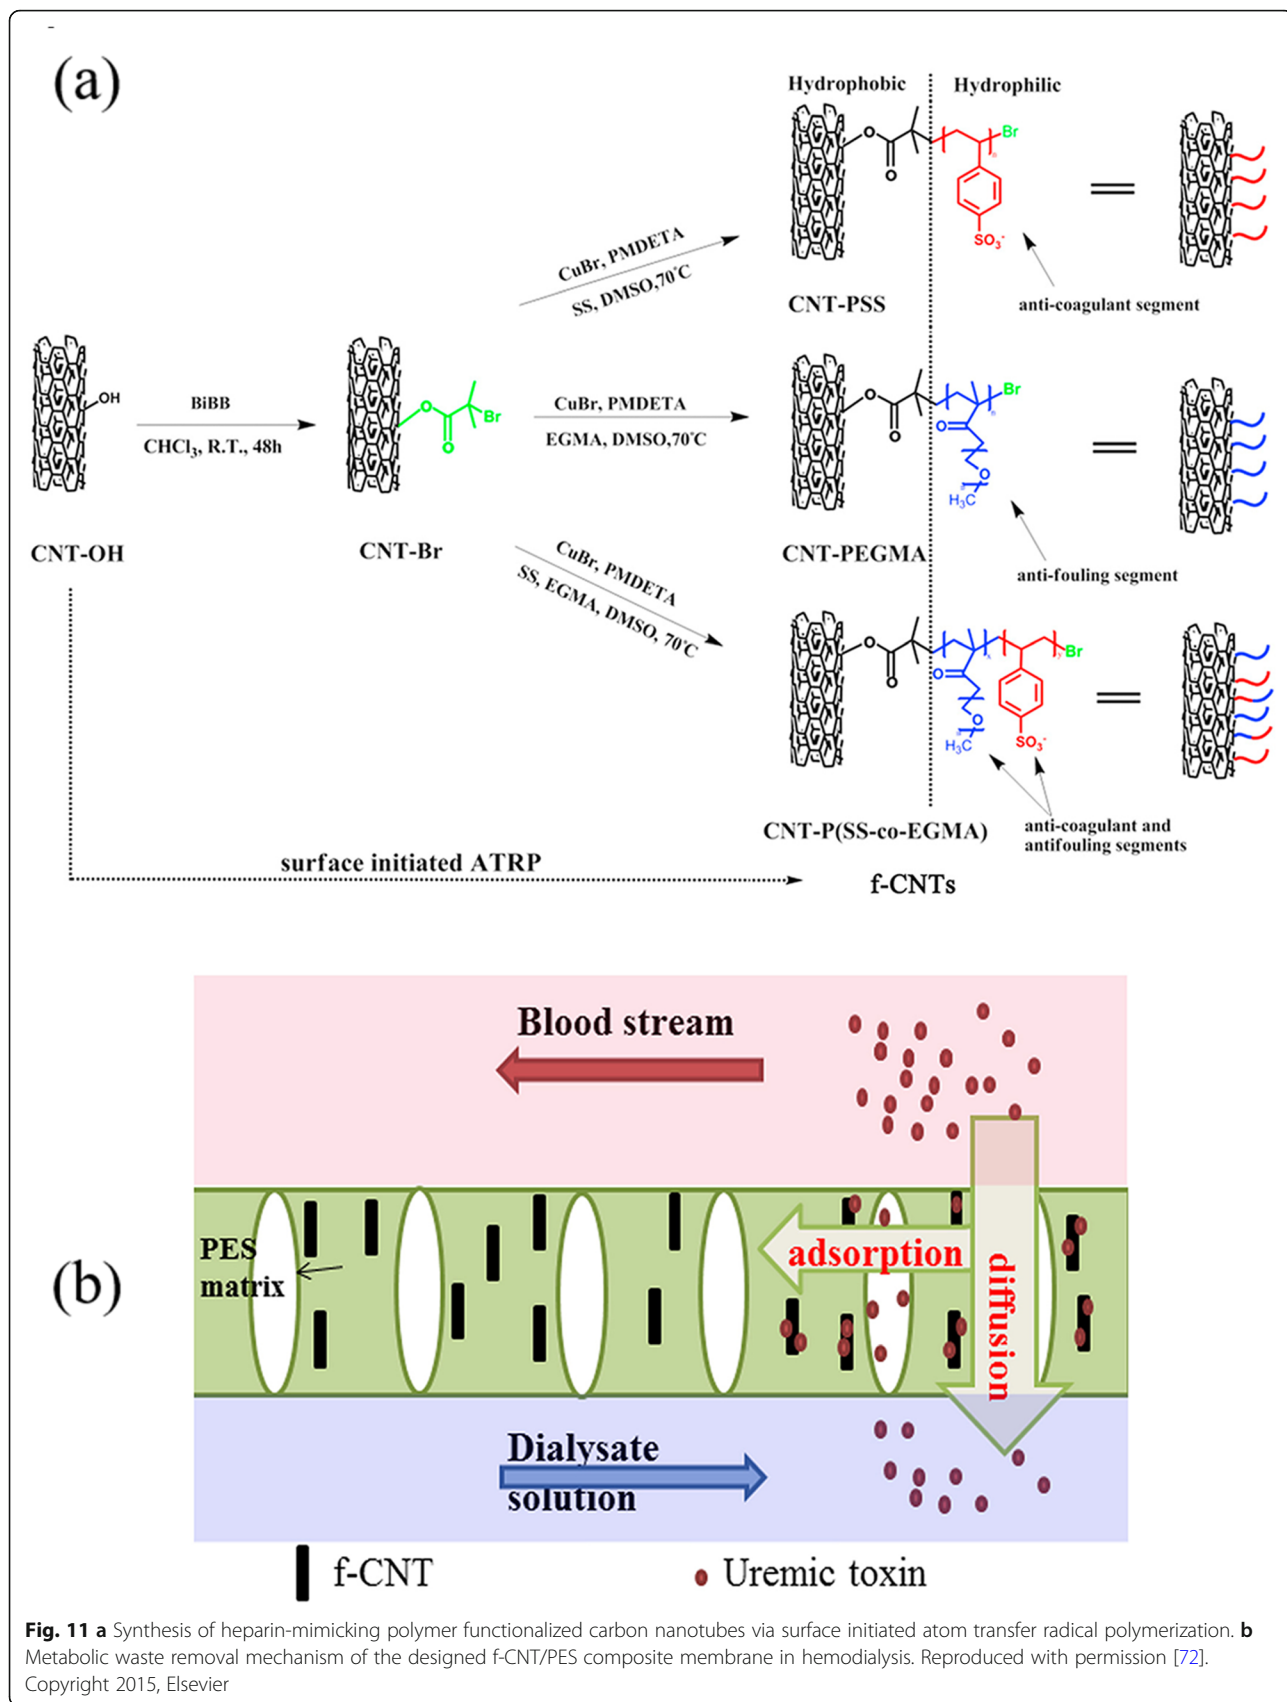 (a)
Hydrophobic
Hydrophilic
O
O
n
Br
SO₃⁻
CuBr, PMDETA
SS, DMSO,70°C
CNT-PSS
anti-coagulant segment
OH
BiBB
CHCl₃, R.T., 48h
O
O
Br
CuBr, PMDETA
EGMA, DMSO,70°C
O
O
Br
O
O
H₃C
CNT-OH
CNT-Br
CNT-PEGMA
anti-fouling segment
CuBr, PMDETA
SS, EGMA, DMSO, 70°C
O
O
x
y
Br
O
O
H₃C
SO₃⁻
CNT-P(SS-co-EGMA)
anti-coagulant and
antifouling segments
surface initiated ATRP
f-CNTs
(b)
Blood stream
PES
matrix
adsorption
diffusion
Dialysate
solution
f-CNT
Uremic toxin
Fig. 11 a Synthesis of heparin-mimicking polymer functionalized carbon nanotubes via surface initiated atom transfer radical polymerization. b
Metabolic waste removal mechanism of the designed f-CNT/PES composite membrane in hemodialysis. Reproduced with permission [72].
Copyright 2015, Elsevier